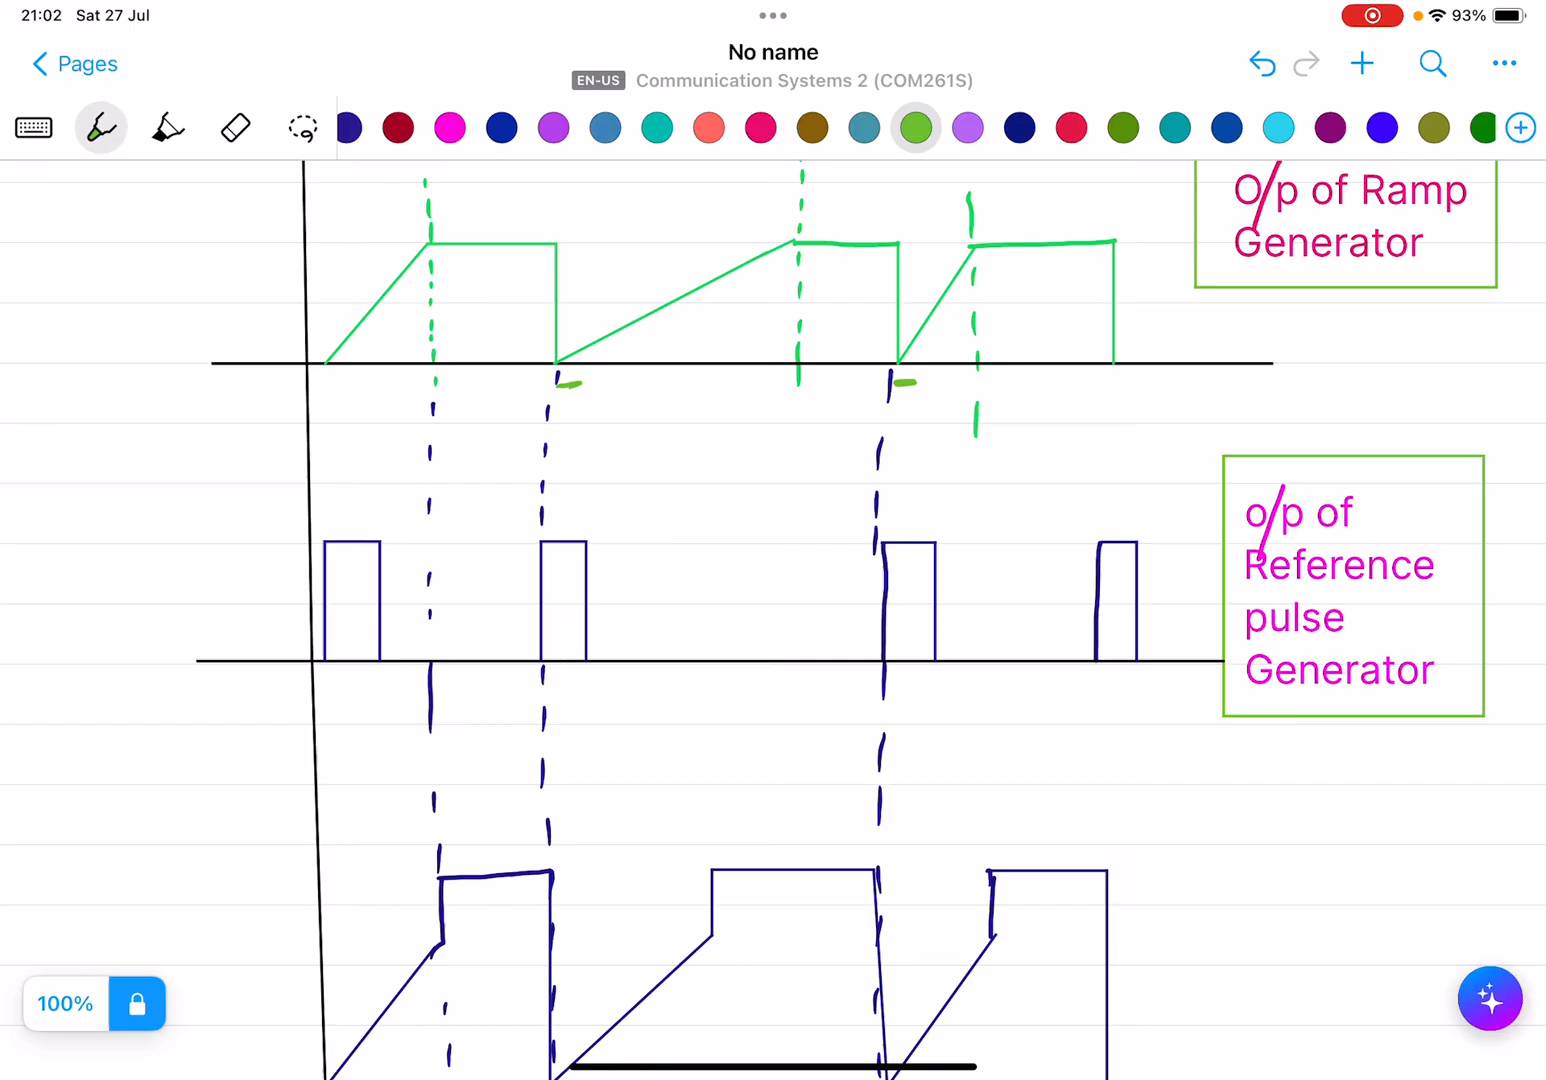 21:02 Sat 27 Jul
93%
Pages
No name
EN-US Communication Systems 2 (COM261S)
O/p of Ramp
Generator
o/p of
Reference
pulse
Generator
100%